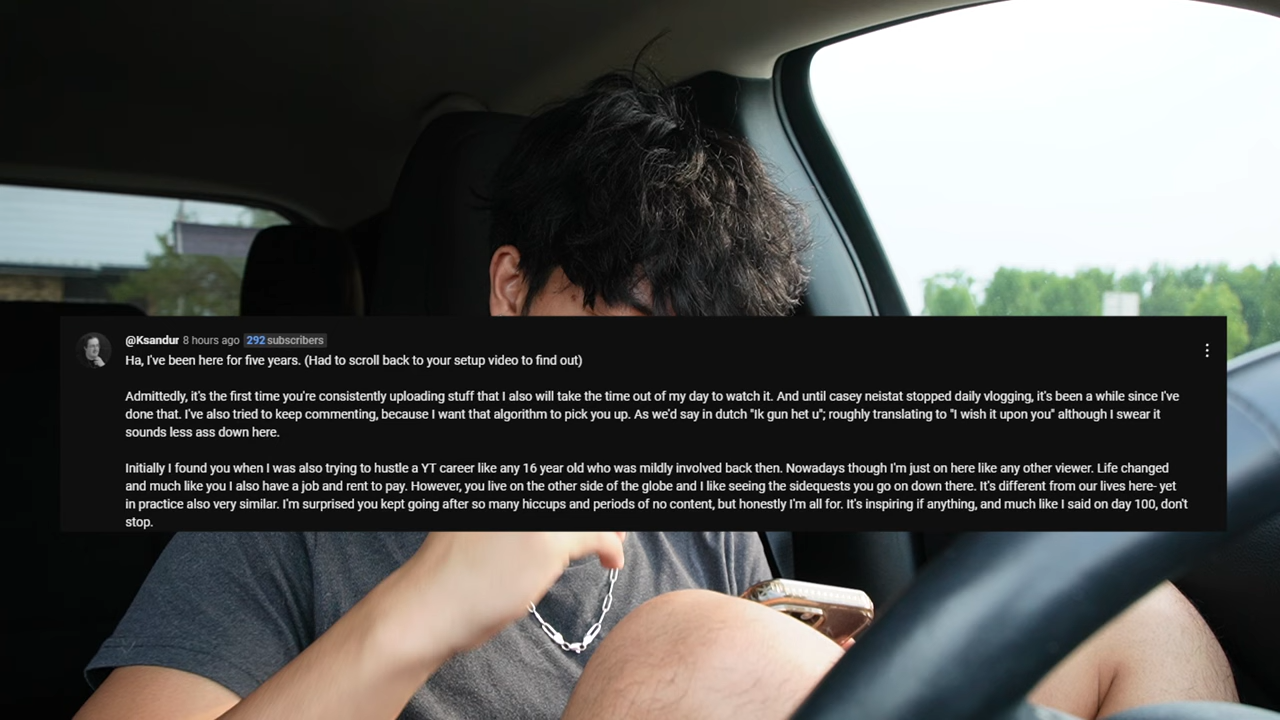 @Ksandur 8 hours ago 292 subscribers
Ha, I've been here for five years. (Had to scroll back to your setup video to find out)
Admittedly, it's the first time you're consistently uploading stuff that I also will take the time out of my day to watch it. And until casey neistat stopped daily vlogging, it's been a while since I've
done that. I've also tried to keep commenting, because I want that algorithm to pick you up. As we'd say in dutch "Ik gun het u"; roughly translating to "I wish it upon you" although I swear it
sounds less ass down here.
Initially I found you when I was also trying to hustle a YT career like any 16 year old who was mildly involved back then. Nowadays though I'm just on here like any other viewer. Life changed
and much like you I also have a job and rent to pay. However, you live on the other side of the globe and I like seeing the sidequests you go on down there. It's different from our lives here- yet
in practice also very similar. I'm surprised you kept going after so many hiccups and periods of no content, but honestly I'm all for. It's inspiring if anything, and much like I said on day 100, don't
stop.